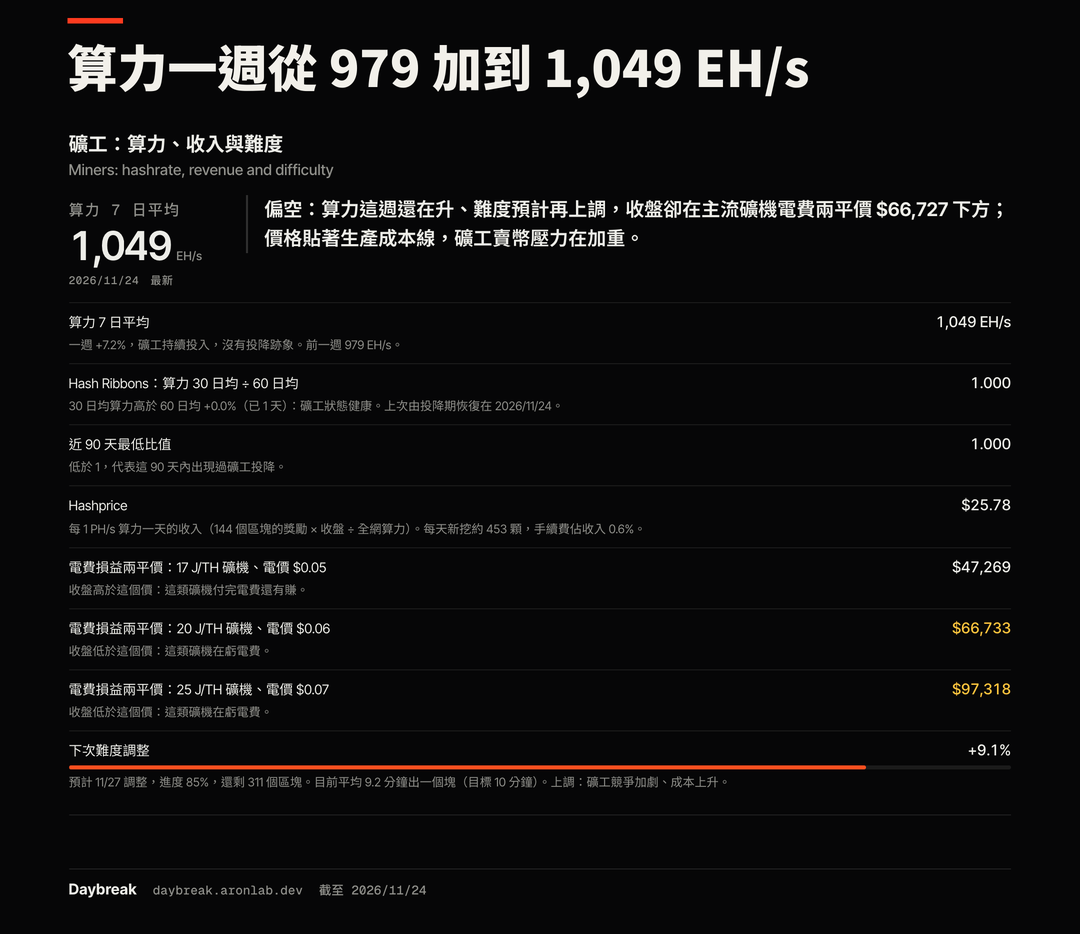 算力一週從 979 加到 1,049 EH/s
礦工：算力、收入與難度
Miners: hashrate, revenue and difficulty
算力 7 日平均
1,049 EH/s
2026/11/24 最新
偏空：算力這週還在升、難度預計再上調，收盤卻在主流礦機電費兩平價 $66,727 下方；
價格貼著生產成本線，礦工賣幣壓力在加重。
算力 7 日平均 1,049 EH/s
一週 +7.2%，礦工持續投入，沒有投降跡象。前一週 979 EH/s。
Hash Ribbons：算力 30 日均 ÷ 60 日均 1.000
30 日均算力高於 60 日均 +0.0%（已 1 天）：礦工狀態健康。上次由投降期恢復在 2026/11/24。
近 90 天最低比值 1.000
低於 1，代表這 90 天內出現過礦工投降。
Hashprice $25.78
每 1 PH/s 算力一天的收入（144 個區塊的獎勵 × 收盤 ÷ 全網算力）。每天新挖約 453 顆，手續費佔收入 0.6%。
電費損益兩平價：17 J/TH 礦機、電價 $0.05 $47,269
收盤高於這個價：這類礦機付完電費還有賺。
電費損益兩平價：20 J/TH 礦機、電價 $0.06 $66,733
收盤低於這個價：這類礦機在虧電費。
電費損益兩平價：25 J/TH 礦機、電價 $0.07 $97,318
收盤低於這個價：這類礦機在虧電費。
下次難度調整 +9.1%
預計 11/27 調整，進度 85%，還剩 311 個區塊。目前平均 9.2 分鐘出一個塊（目標 10 分鐘）。上調：礦工競爭加劇、成本上升。
Daybreak daybreak.aronlab.dev 截至 2026/11/24